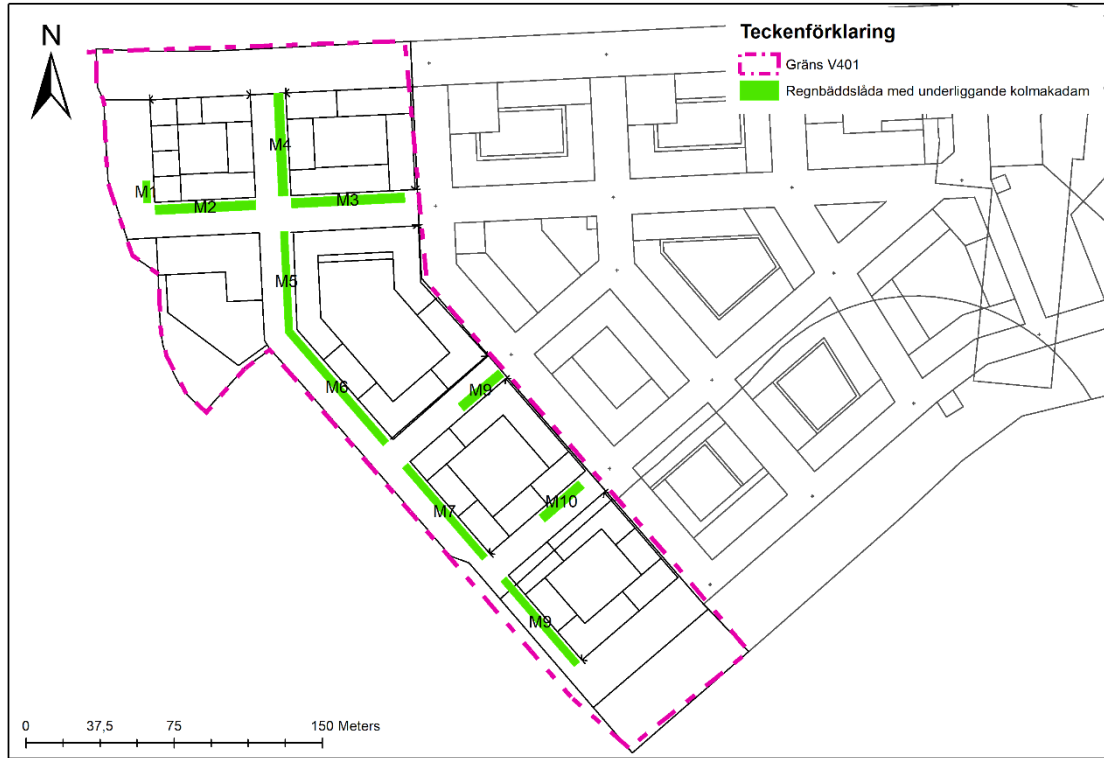 N
Teckenförklaring
Gräns V401
Regnbäddslåda med underliggande kolmakadam
M4
M1
M2
M3
M5
M6
M9
M7
M10
M9
0 37,5 75 150 Meters